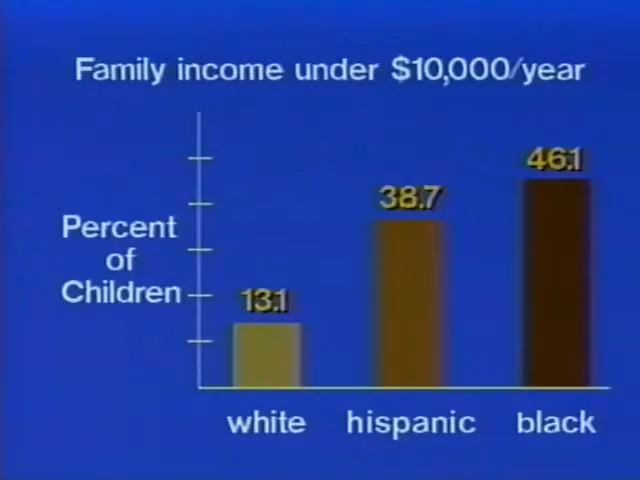 Family income under $10,000/year
46.1
38.7
Percent
of
Children
13.1
white hispanic black